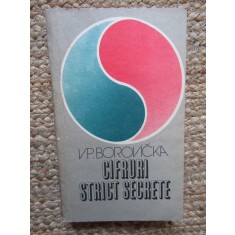 V.P. BOROVIČKA
CIFRURI
STRICT SECRETE